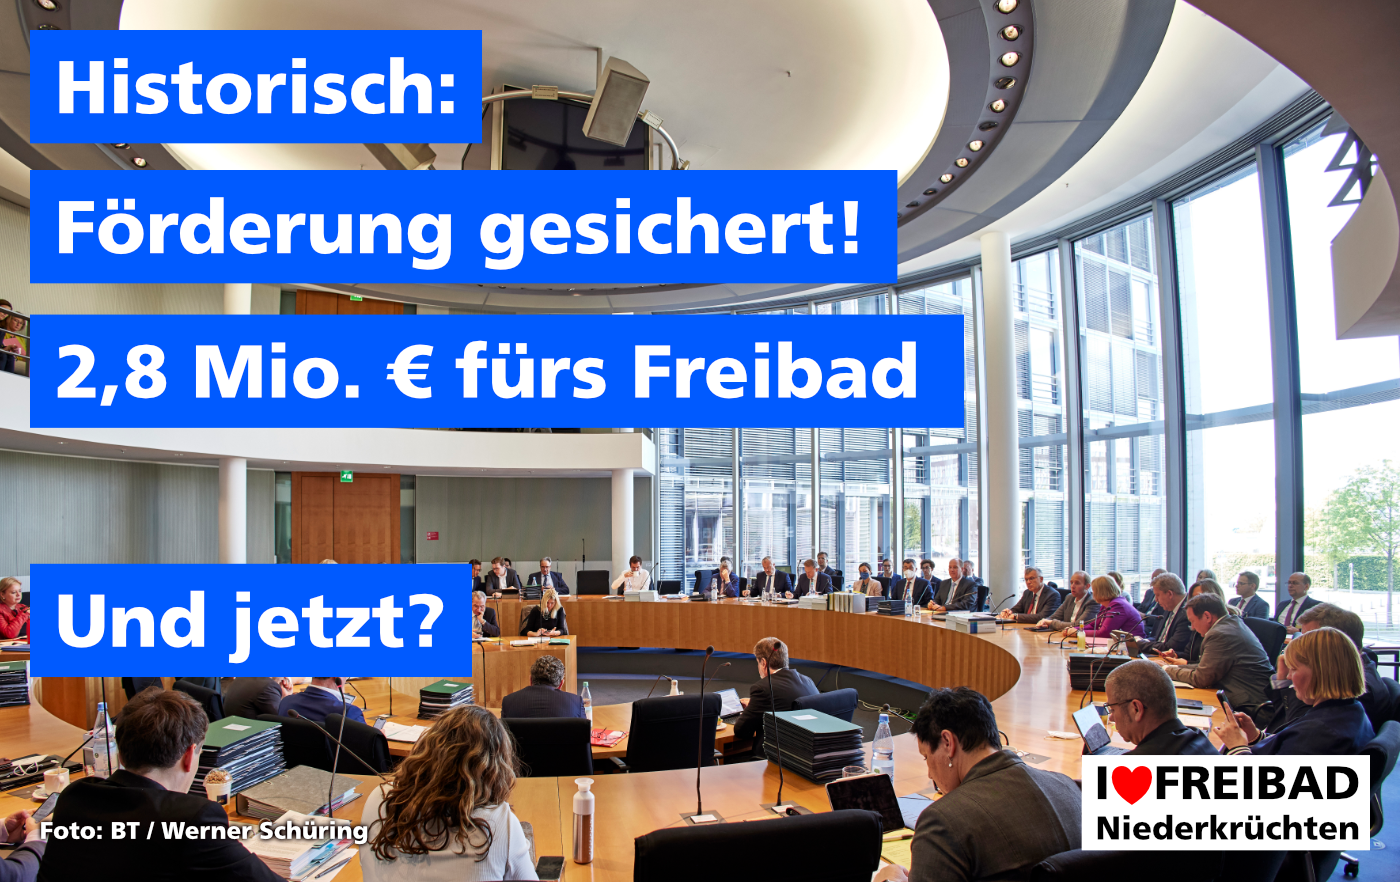 Historisch:
Förderung gesichert!
2,8 Mio. € fürs Freibad
Und jetzt?
Foto: BT / Werner Schüring
I❤FREIBAD
Niederkrüchten